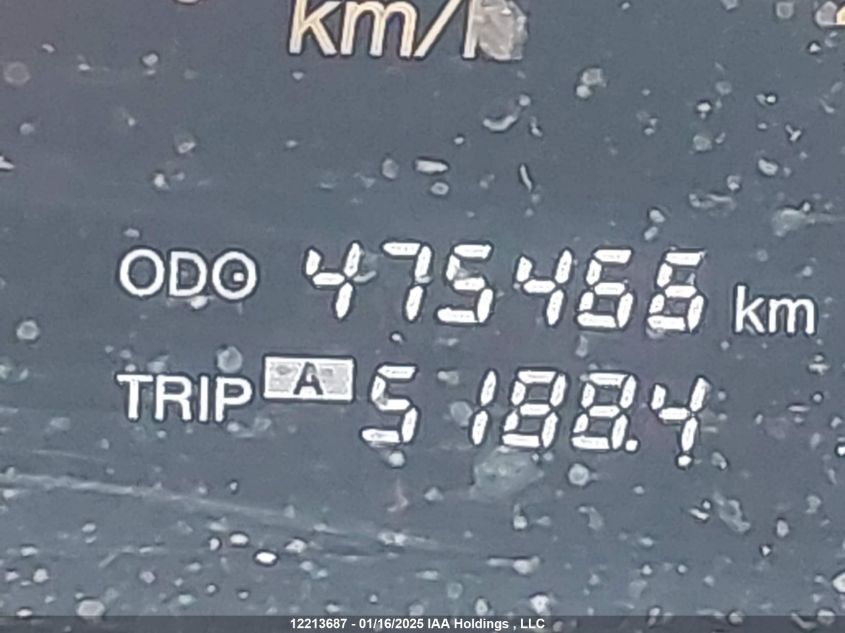 km/h
ODO 475466 km
TRIP A 5188.4
12213687 - 01/16/2025 IAA Holdings , LLC